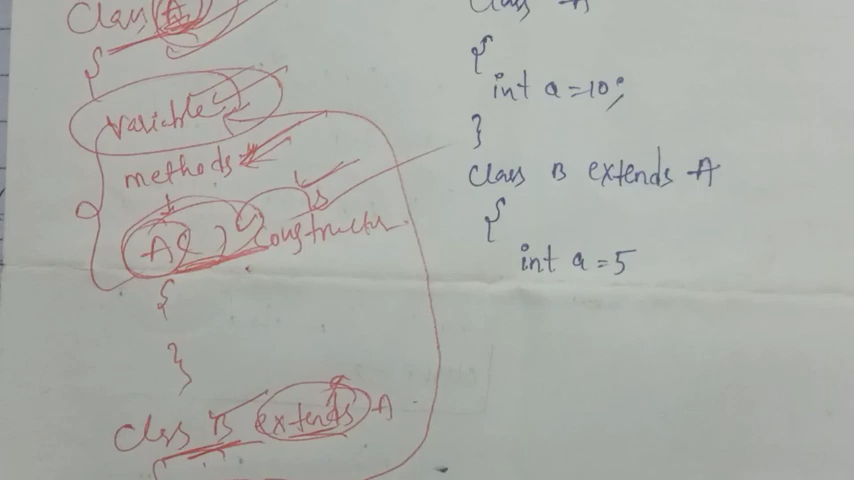 Class A
{
variables
methods
A( ) Constructor
{
}
Class B extends A
Class A
{
int a=10;
}
Class B extends A
{
int a=5